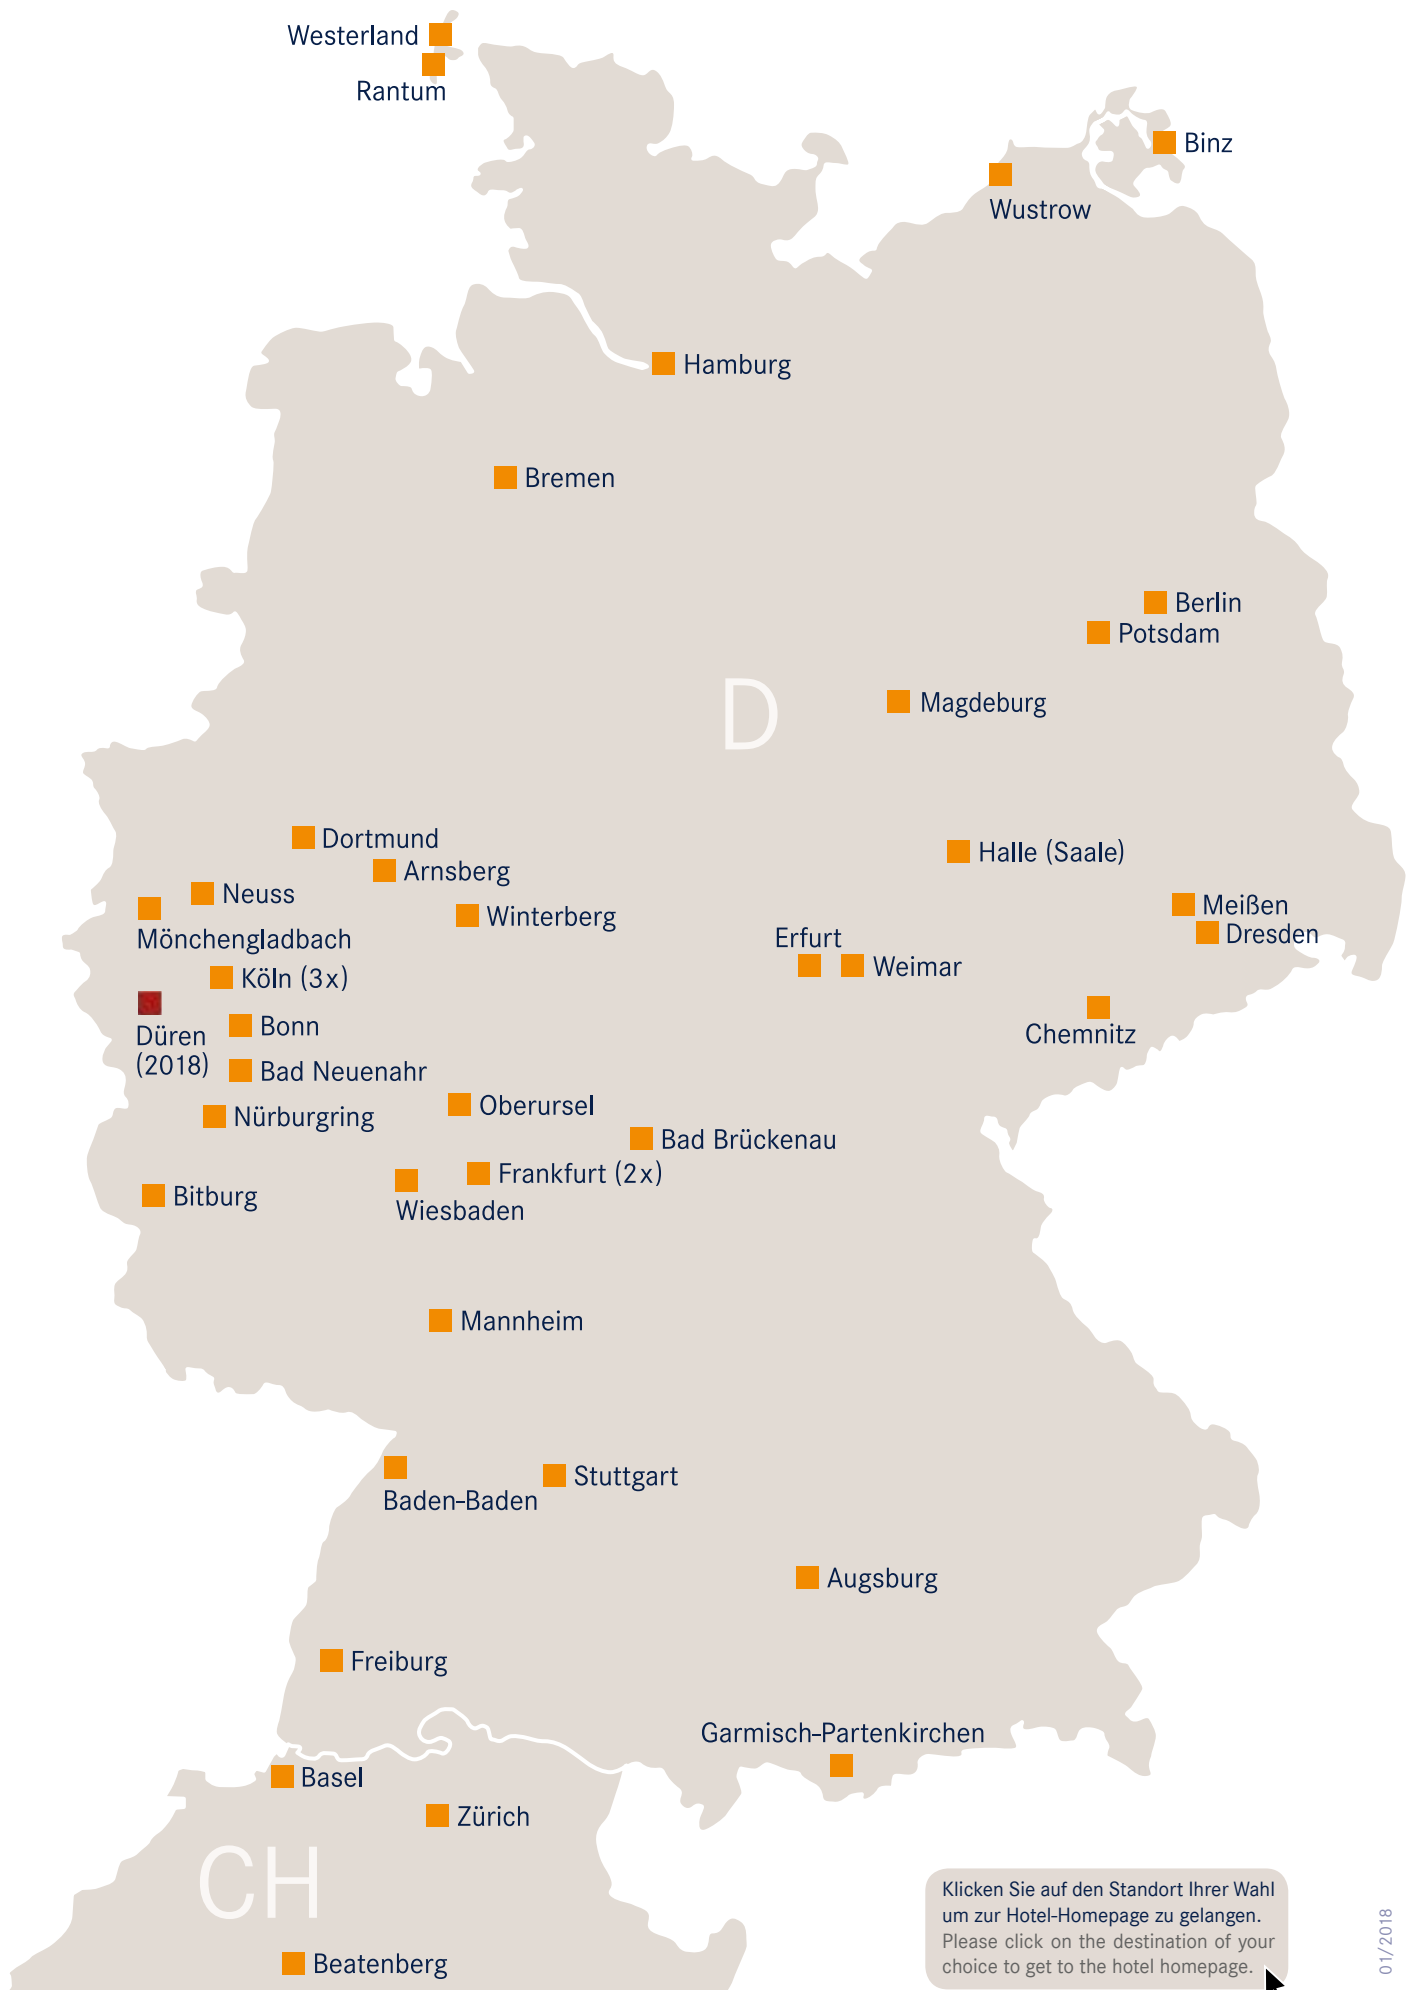 Westerland
Rantum
Binz
Wustrow
Hamburg
Bremen
Berlin
Potsdam
D
Magdeburg
Dortmund
Halle (Saale)
Arnsberg
Neuss
Meißen
Winterberg
Dresden
Mönchengladbach
Erfurt
Weimar
Köln (3x)
Chemnitz
Düren
(2018)
Bonn
Bad Neuenahr
Oberursel
Nürburgring
Bad Brückenau
Frankfurt (2x)
Bitburg
Wiesbaden
Mannheim
Stuttgart
Baden-Baden
Augsburg
Freiburg
Garmisch-Partenkirchen
Basel
Zürich
CH
Beatenberg
Klicken Sie auf den Standort Ihrer Wahl
um zur Hotel-Homepage zu gelangen.
Please click on the destination of your
choice to get to the hotel homepage.
01/2018